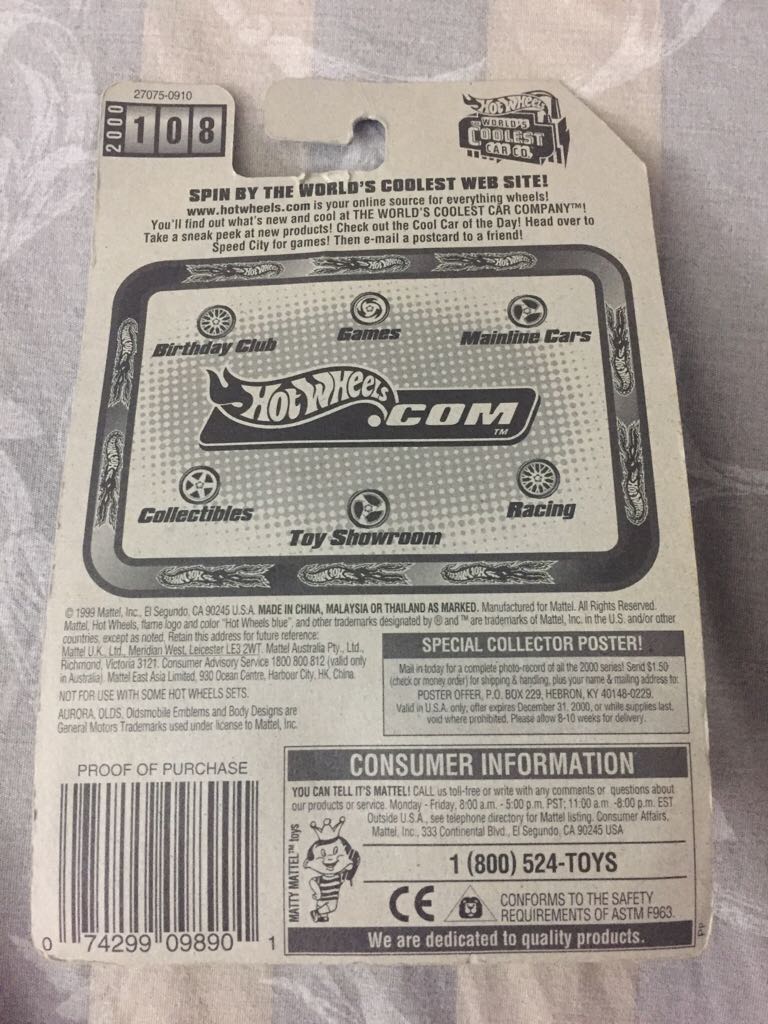 27075-0910
2000
108
HOT WHEELS
WORLD'S
COOLEST
CAR CO.
SPIN BY THE WORLD'S COOLEST WEB SITE!
www.hotwheels.com is your online source for everything wheels!
You'll find out what's new and cool at THE WORLD'S COOLEST CAR COMPANY™!
Take a sneak peek at new products! Check out the Cool Car of the Day! Head over to
Speed City for games! Then e-mail a postcard to a friend!
Birthday Club
Games
Mainline Cars
HOT WHEELS.COM™
Collectibles
Toy Showroom
Racing
© 1999 Mattel, Inc., El Segundo, CA 90245 U.S.A. MADE IN CHINA, MALAYSIA OR THAILAND AS MARKED. Manufactured for Mattel. All Rights Reserved.
Mattel, Hot Wheels, flame logo and color "Hot Wheels blue", and other trademarks designated by ® and ™ are trademarks of Mattel, Inc. in the U.S. and/or other
countries, except as noted. Retain this address for future reference:
Mattel U.K. Ltd., Meridian West, Leicester LE3 2WT. Mattel Australia Pty., Ltd.,
Richmond, Victoria 3121. Consumer Advisory Service 1800 800 812 (valid only
in Australia). Mattel East Asia Limited, 930 Ocean Centre, Harbour City, HK, China.
NOT FOR USE WITH SOME HOT WHEELS SETS.
AURORA, OLDS, Oldsmobile Emblems and Body Designs are
General Motors Trademarks used under license to Mattel, Inc.
SPECIAL COLLECTOR POSTER!
Mail in today for a complete photo-record of all the 2000 series! Send $1.50
(check or money order) for shipping & handling, plus your name & mailing address to:
POSTER OFFER, P.O. BOX 229, HEBRON, KY 40148-0229.
Valid in U.S.A. only, offer expires December 31, 2000, or while supplies last,
void where prohibited. Please allow 8-10 weeks for delivery.
PROOF OF PURCHASE
0 74299 09890 1
CONSUMER INFORMATION
YOU CAN TELL IT'S MATTEL! CALL us toll-free or write with any comments or questions about
our products or service. Monday - Friday, 8:00 a.m. - 5:00 p.m. PST; 11:00 a.m -8:00 p.m. EST
Outside U.S.A., see telephone directory for Mattel listing. Consumer Affairs,
Mattel, Inc., 333 Continental Blvd., El Segundo, CA 90245 USA
MATTY MATTEL™ toys
1 (800) 524-TOYS
CE
CONFORMS TO THE SAFETY
REQUIREMENTS OF ASTM F963.
We are dedicated to quality products.
PP